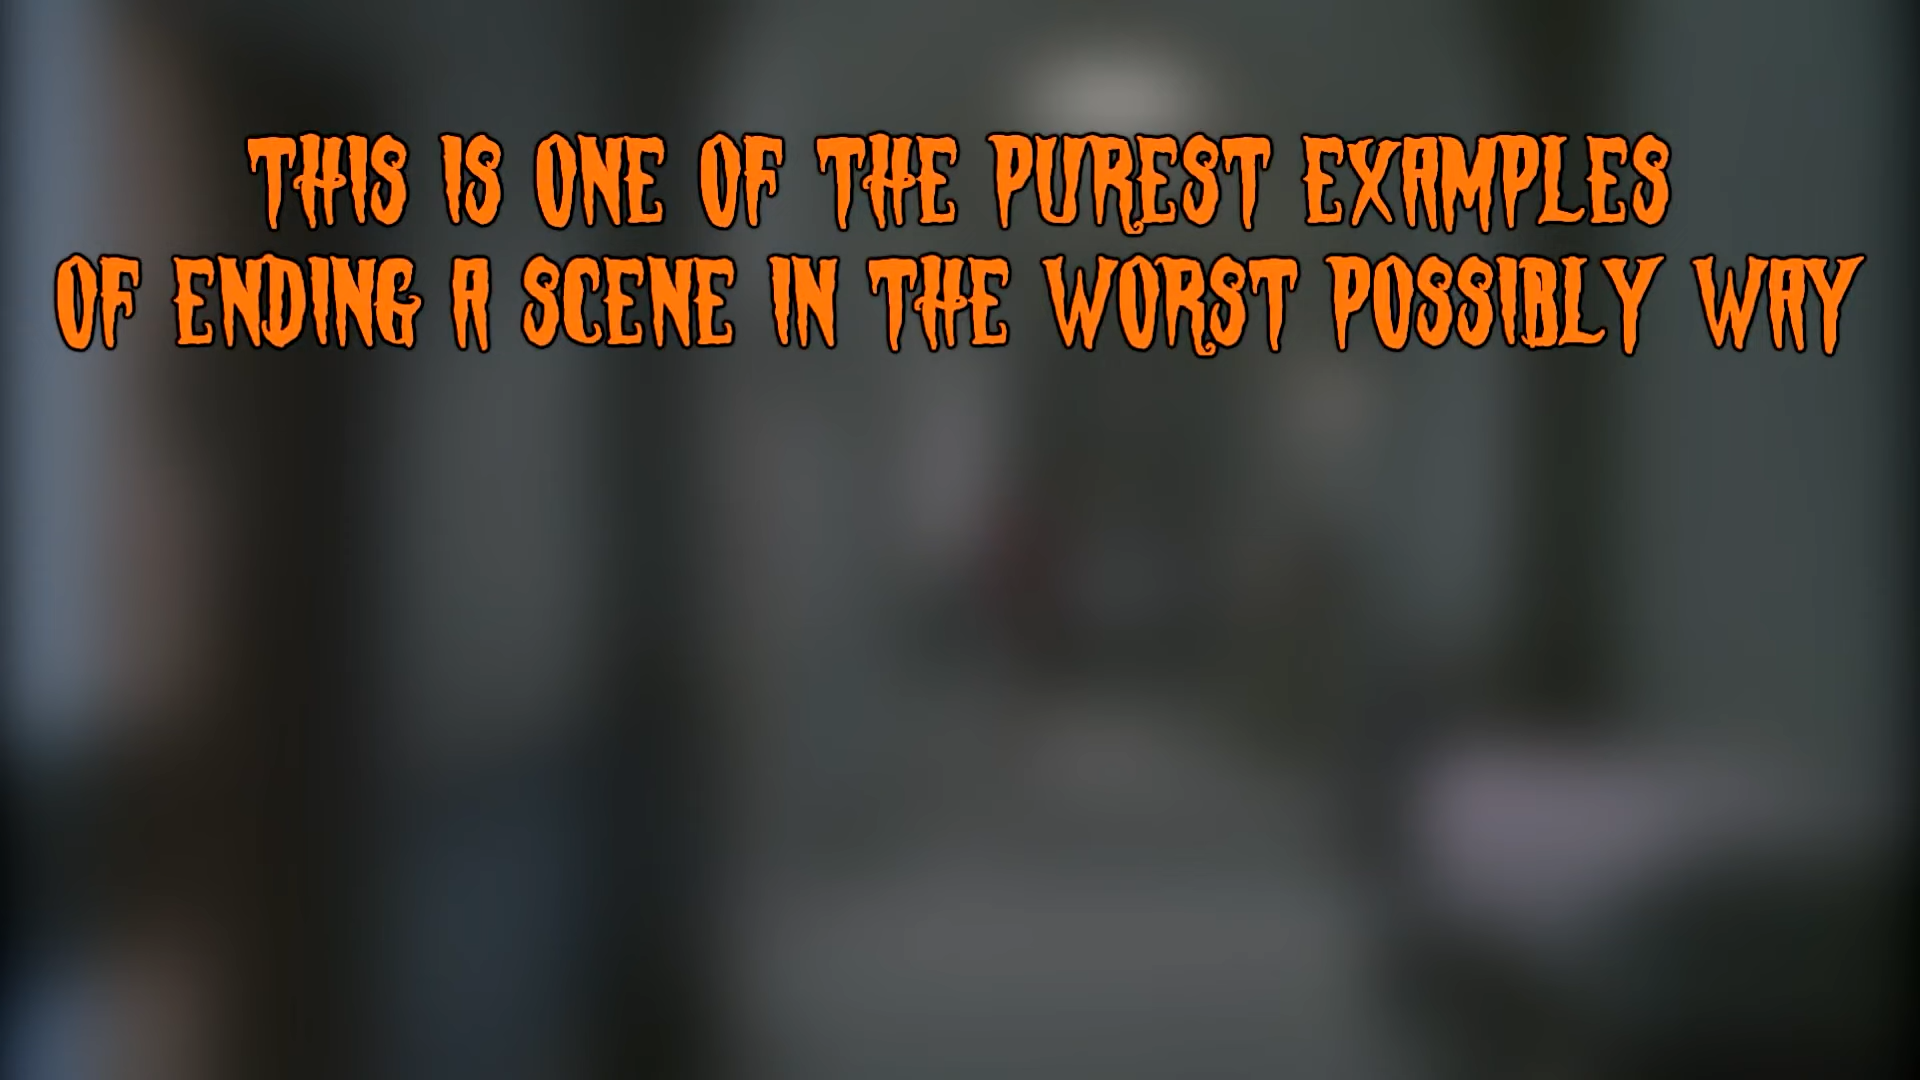 THIS IS ONE OF THE PUREST EXAMPLES
OF ENDING A SCENE IN THE WORST POSSIBLY WAY